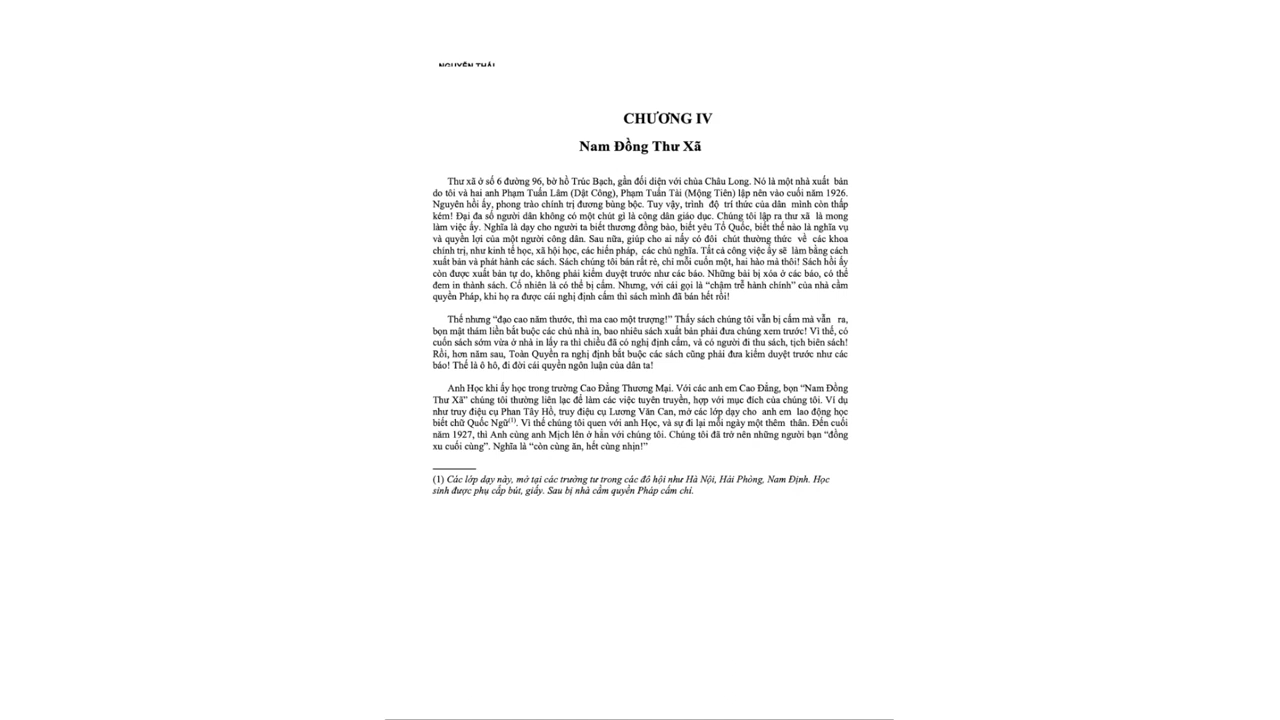 NGUYỄN THÁI
CHƯƠNG IV
Nam Đồng Thư Xã
Thư xã ở số 6 đường 96, bờ hồ Trúc Bạch, gần đối diện với chùa Châu Long. Nó là một nhà xuất bản
do tôi và hai anh Phạm Tuấn Lâm (Dật Công), Phạm Tuấn Tài (Mộng Tiên) lập nên vào cuối năm 1926.
Nguyên hồi ấy, phong trào chính trị đương bùng bộc. Tuy vậy, trình độ trí thức của dân mình còn thấp
kém! Đại đa số người dân không có một chút gì là công dân giáo dục. Chúng tôi lập ra thư xã là mong
làm việc ấy. Nghĩa là dạy cho người ta biết thương đồng bào, biết yêu Tổ Quốc, biết thế nào là nghĩa vụ
và quyền lợi của một người công dân. Sau nữa, giúp cho ai nấy có đôi chút thường thức về các khoa
chính trị, như kinh tế học, xã hội học, các hiến pháp, các chủ nghĩa. Tất cả công việc ấy sẽ làm bằng cách
xuất bản và phát hành các sách. Sách chúng tôi bán rất rẻ, chỉ mỗi cuốn một, hai hào mà thôi! Sách hồi ấy
còn được xuất bản tự do, không phải kiểm duyệt trước như các báo. Những bài bị xóa ở các báo, có thể
đem in thành sách. Cố nhiên là có thể bị cấm. Nhưng, với cái gọi là “chậm trễ hành chính” của nhà cầm
quyền Pháp, khi họ ra được cái nghị định cấm thì sách mình đã bán hết rồi!
Thế nhưng “đạo cao năm thước, thì ma cao một trượng!” Thấy sách chúng tôi vẫn bị cấm mà vẫn ra,
bọn mật thám liền bắt buộc các chủ nhà in, bao nhiêu sách xuất bản phải đưa chúng xem trước! Vì thế, có
cuốn sách sớm vừa ở nhà in lấy ra thì chiều đã có nghị định cấm, và có người đi thu sách, tịch biên sách!
Rồi, hơn năm sau, Toàn Quyền ra nghị định bắt buộc các sách cũng phải đưa kiểm duyệt trước như các
báo! Thế là ô hô, đi đời cái quyền ngôn luận của dân ta!
Anh Học khi ấy học trong trường Cao Đẳng Thương Mại. Với các anh em Cao Đẳng, bọn “Nam Đồng
Thư Xã” chúng tôi thường liên lạc để làm các việc tuyên truyền, hợp với mục đích của chúng tôi. Ví dụ
như truy điệu cụ Phan Tây Hồ, truy điệu cụ Lương Văn Can, mở các lớp dạy cho anh em lao động học
biết chữ Quốc Ngữ(1). Vì thế chúng tôi quen với anh Học, và sự đi lại mỗi ngày một thêm thân. Đến cuối
năm 1927, thì Anh cùng anh Mịch lên ở hẳn với chúng tôi. Chúng tôi đã trở nên những người bạn “đồng
xu cuối cùng”. Nghĩa là “còn cùng ăn, hết cùng nhịn!”
(1) Các lớp dạy này, mở tại các trường tư trong các đô hội như Hà Nội, Hải Phòng, Nam Định. Học
sinh được phụ cấp bút, giấy. Sau bị nhà cầm quyền Pháp cấm chỉ.